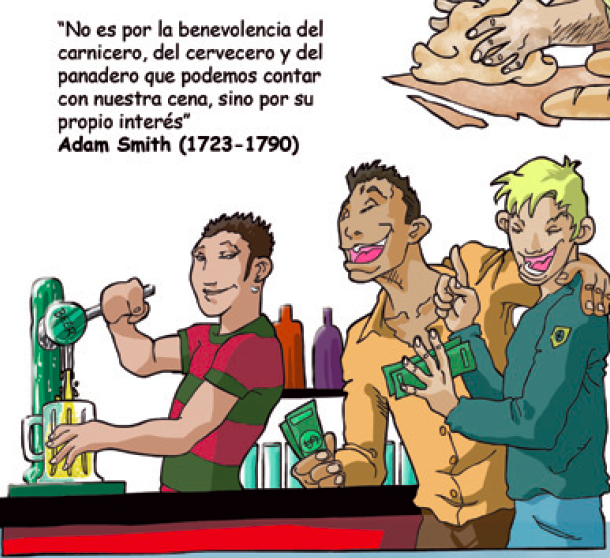 “No es por la benevolencia del
carnicero, del cervecero y del
panadero que podemos contar
con nuestra cena, sino por su
propio interés”
Adam Smith (1723-1790)
$